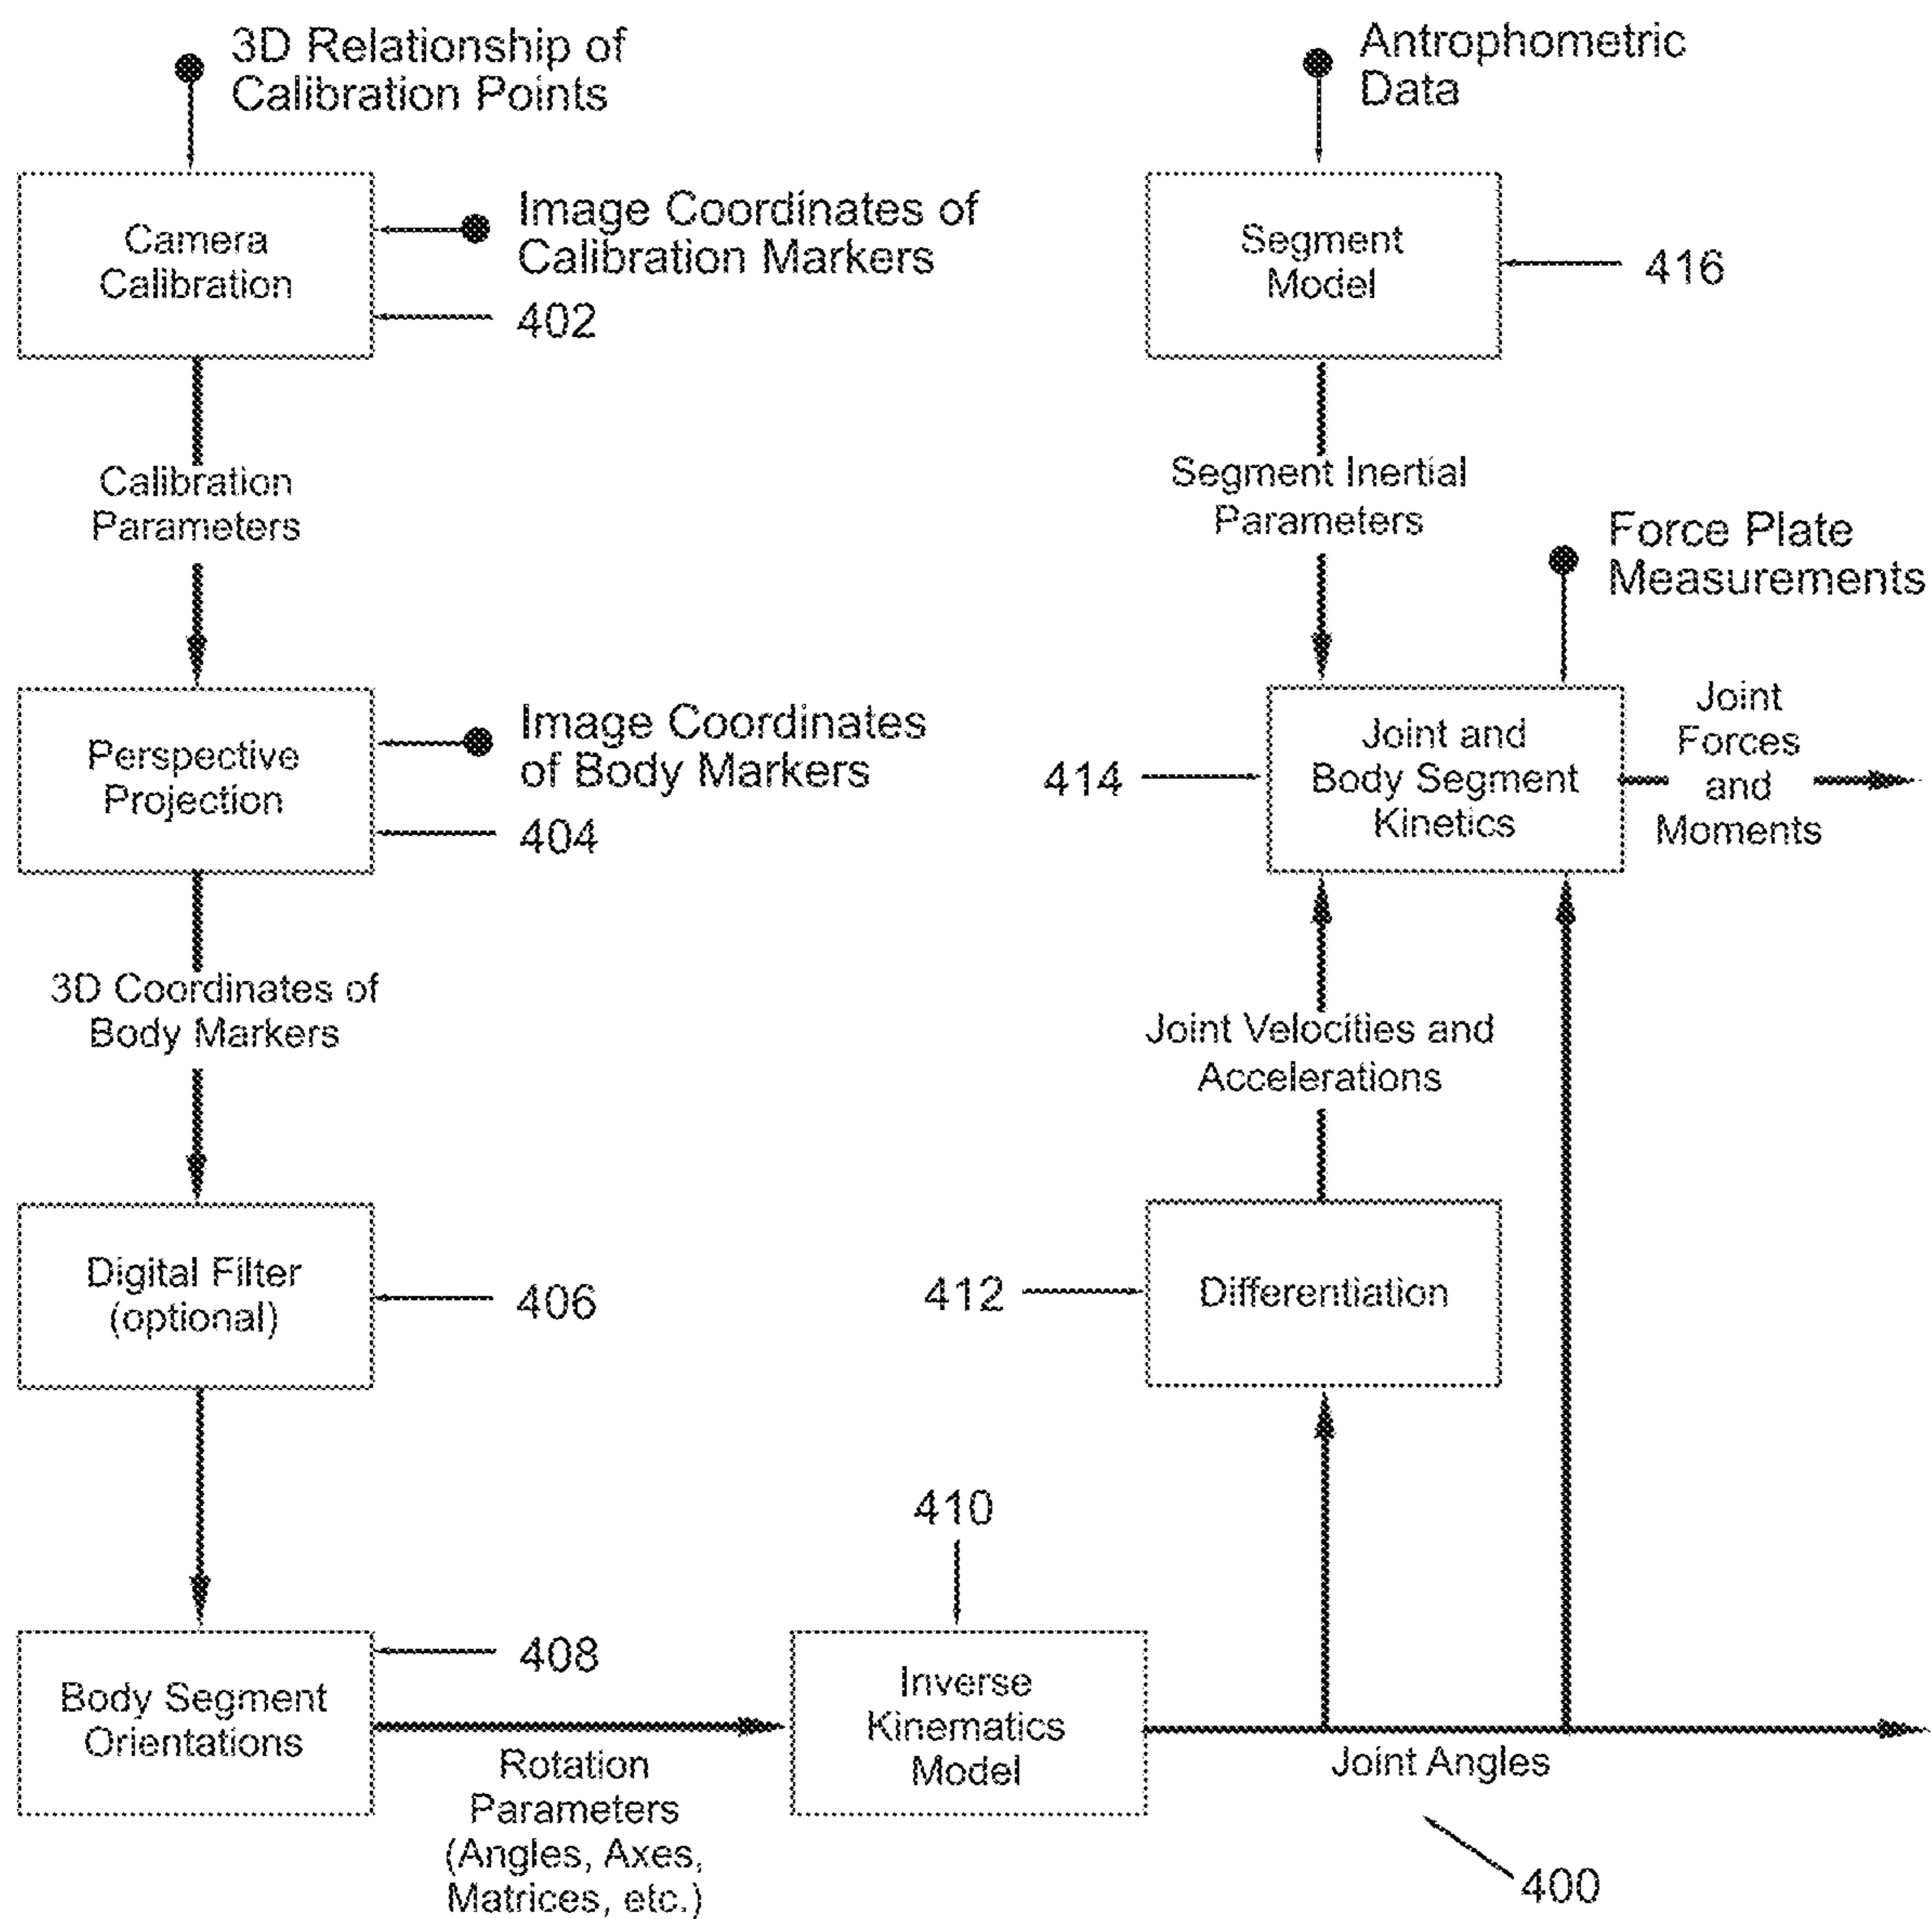 3D Relationship of
Calibration Points
Camera
Calibration
Image Coordinates of
Calibration Markers
402
Calibration
Parameters
Perspective
Projection
Image Coordinates
of Body Markers
404
3D Coordinates of
Body Markers
Digital Filter
(optional)
406
Body Segment
Orientations
408
Rotation
Parameters
(Angles, Axes,
Matrices, etc.)
410
Inverse
Kinematics
Model
Joint Angles
400
412
Differentiation
Joint Velocities and
Accelerations
Antrophometric
Data
Segment
Model
416
Segment Inertial
Parameters
Force Plate
Measurements
414
Joint and
Body Segment
Kinetics
Joint
Forces
and
Moments